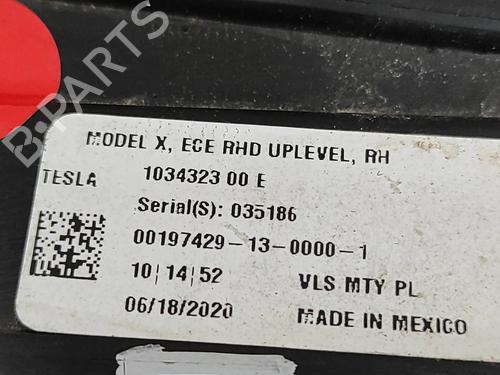 B-PARTS
MODEL X, ECE RHD UPLEVEL, RH
TESLA 1034323 00 E
Serial(S): 035186
00197429-13-0000-1
10|14|52 VLS MTY PL
06/18/2020 MADE IN MEXICO